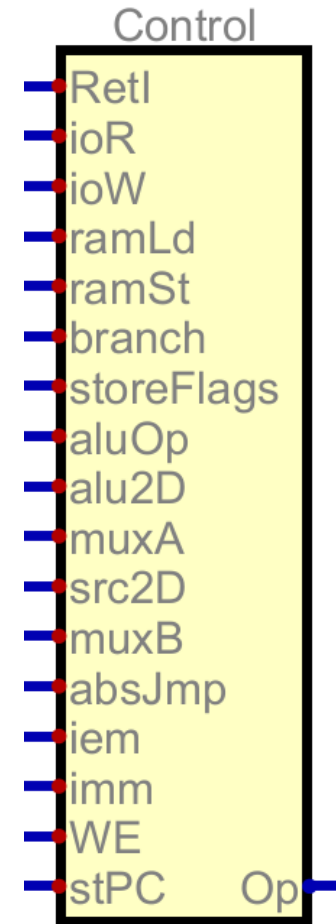 Control
RetI
ioR
ioW
ramLd
ramSt
branch
storeFlags
aluOp
alu2D
muxA
src2D
muxB
absJmp
iem
imm
WE
stPC Op